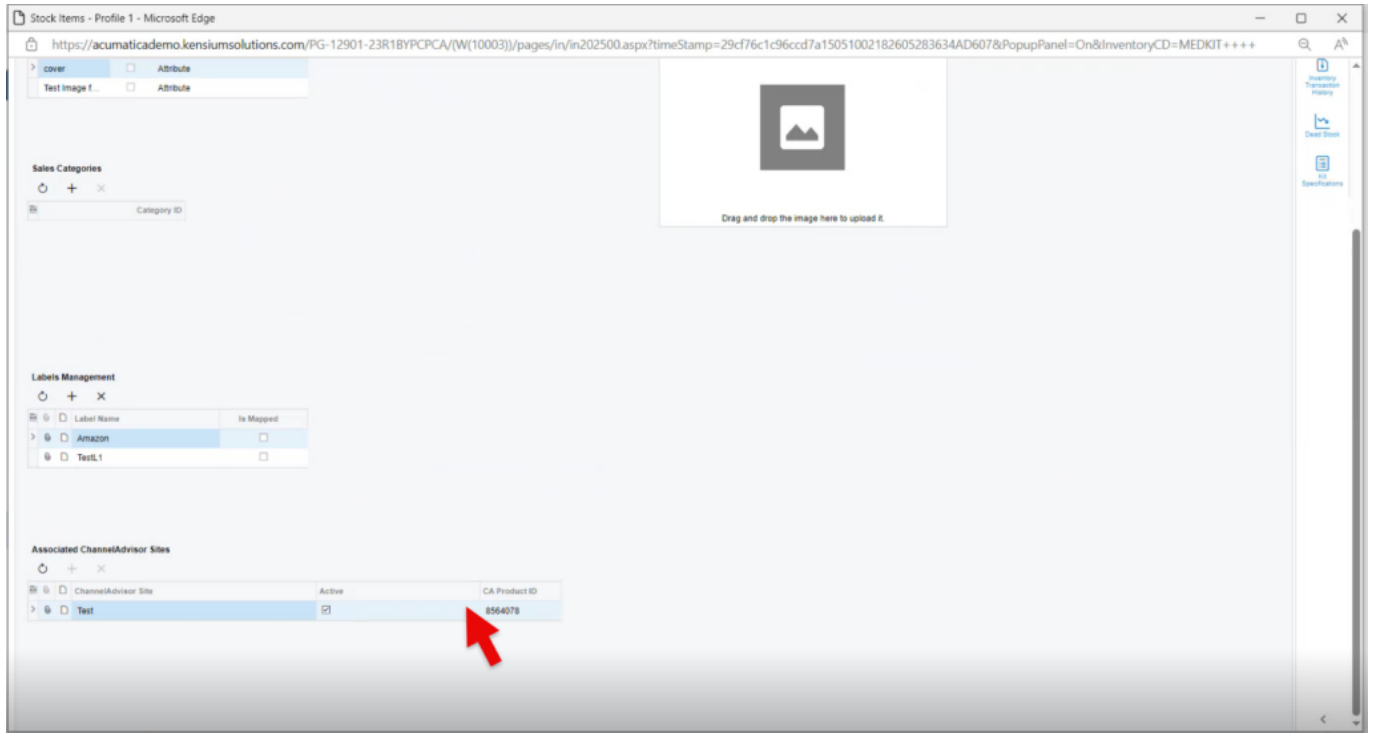 Stock Items - Profile 1 - Microsoft Edge
https://acumaticademo.kensiumsolutions.com/PG-12901-23R1BYPCPCA/(W(10003))/pages/in/in202500.aspx?timeStamp=29cf76c1c96ccd7a15051002182605283634AD607&PopupPanel=On&InventoryCD=MEDKIT++++
cover Attribute
Test Image f... Attribute
Inventory
Transaction
History
Dead Stock
Kit
Specifications
Drag and drop the image here to upload it.
Sales Categories
Category ID
Labels Management
Label Name Is Mapped
Amazon
TestL1
Associated ChannelAdvisor Sites
ChannelAdvisor Site Active CA Product ID
Test 8564078